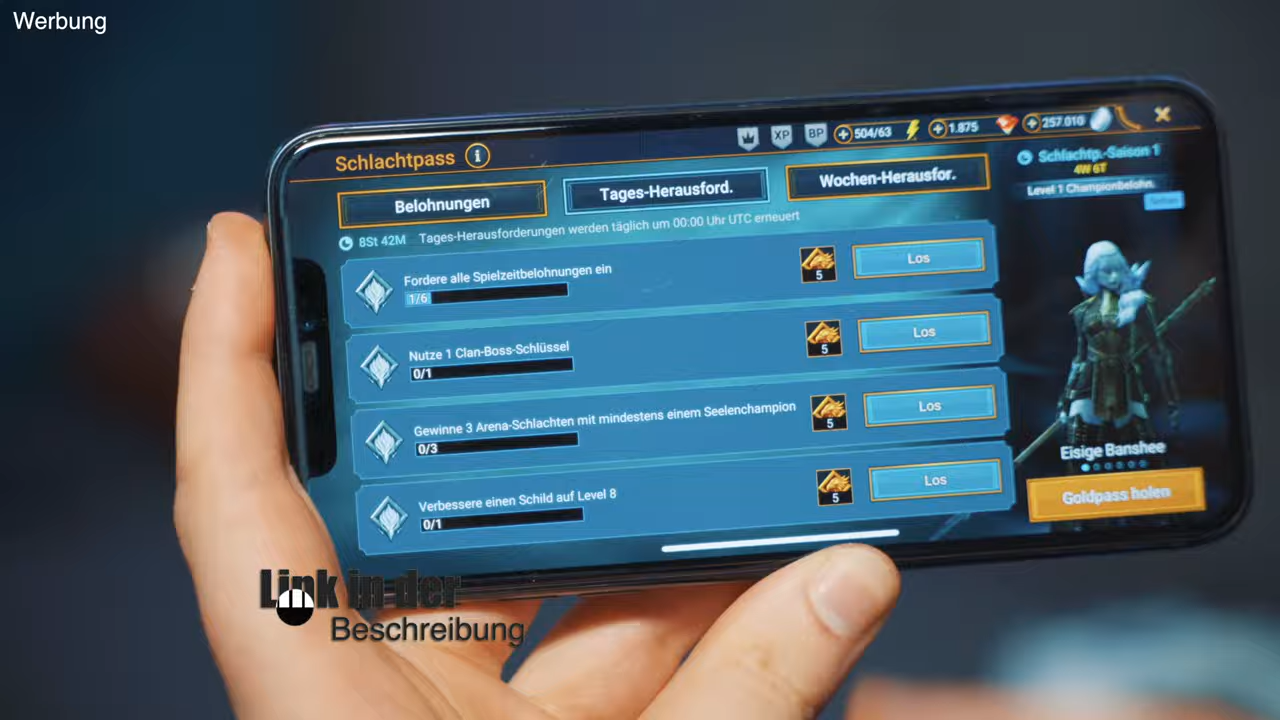 Werbung
Schlachtpass i
XP BP 504/63 1.875 257.010
Belohnungen
Tages-Herausford.
Wochen-Herausfor.
Schlachtp.-Saison 1
4W 6T
Level 1 Championbelohn.
8St 42M Tages-Herausforderungen werden täglich um 00:00 Uhr UTC erneuert
Fordere alle Spielzeitbelohnungen ein
1/6
5
Los
Nutze 1 Clan-Boss-Schlüssel
0/1
5
Los
Gewinne 3 Arena-Schlachten mit mindestens einem Seelenchampion
0/3
5
Los
Verbessere einen Schild auf Level 8
0/1
5
Los
Eisige Banshee
Goldpass holen
Link in der
Beschreibung